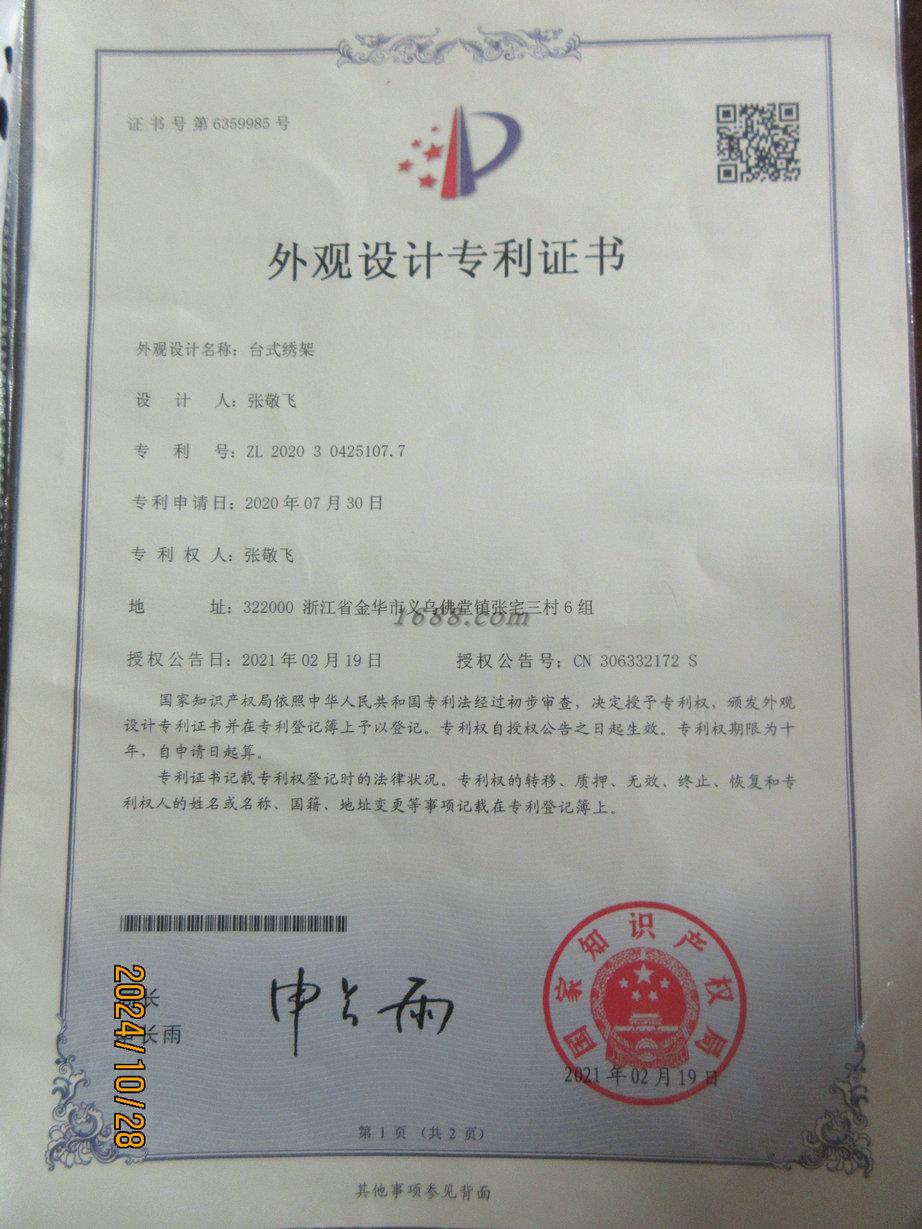 证书号第6359985号
外观设计专利证书
外观设计名称：台式绣架
设计人：张敬飞
专利号：ZL 2020 3 0425107.7
专利申请日：2020年07月30日
专利权人：张敬飞
地址：322000 浙江省金华市义乌佛堂镇张宅三村6组
1688.com
授权公告日：2021年02月19日 授权公告号：CN 306332172 S
国家知识产权局依照中华人民共和国专利法经过初步审查，决定授予专利权，颁发外观
设计专利证书并在专利登记簿上予以登记。专利权自授权公告之日起生效。专利权期限为十
年，自申请日起算。
专利证书记载专利权登记时的法律状况。专利权的转移、质押、无效、终止、恢复和专
利权人的姓名或名称、国籍、地址变更等事项记载在专利登记簿上。
长
长雨
申长雨
国家知识产权局
2021年02月19日
2024/10/28
第1页（共2页）
其他事项参见背面